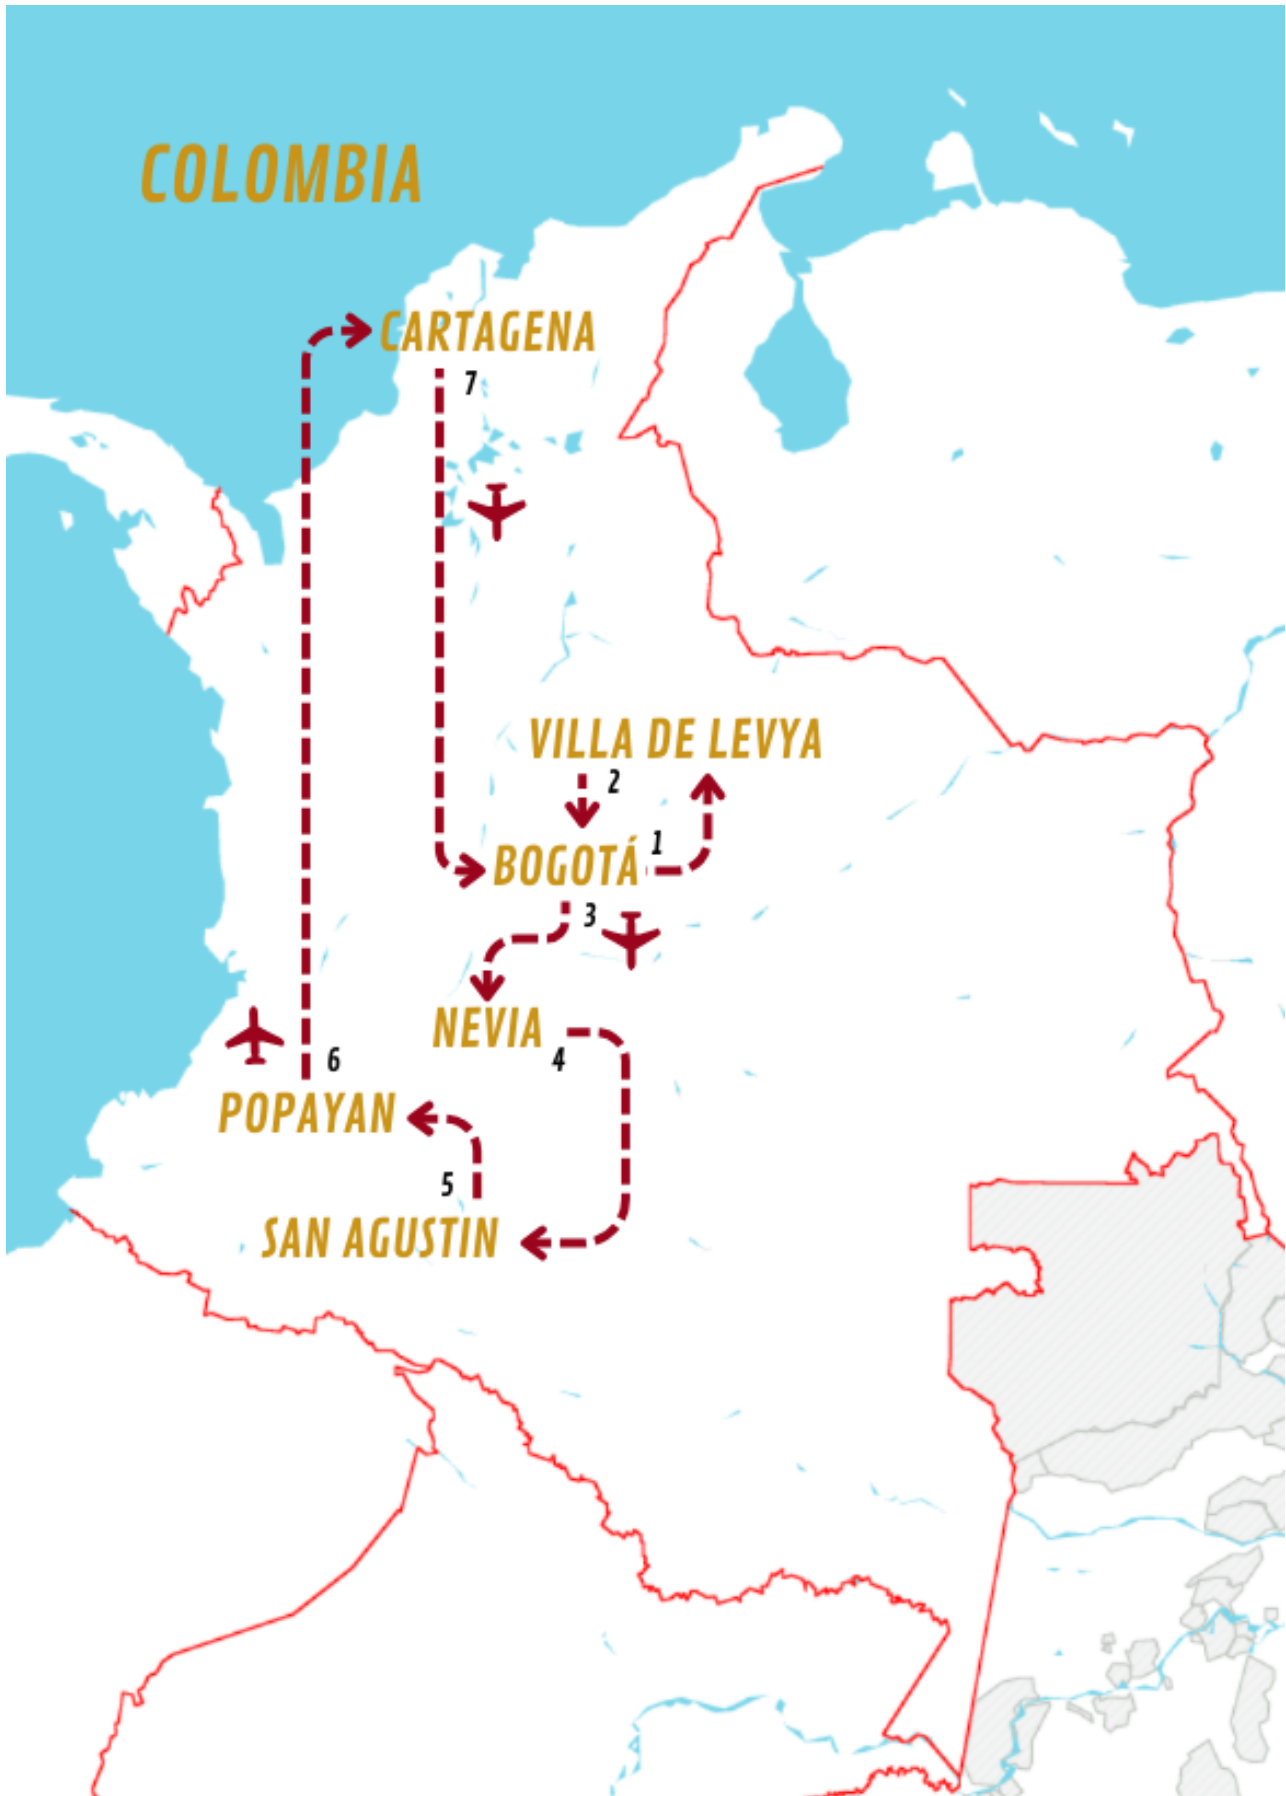 COLOMBIA
CARTAGENA
7
VILLA DE LEVYA
2
1
BOGOTÁ
3
NEVIA
4
6
POPAYAN
5
SAN AGUSTIN